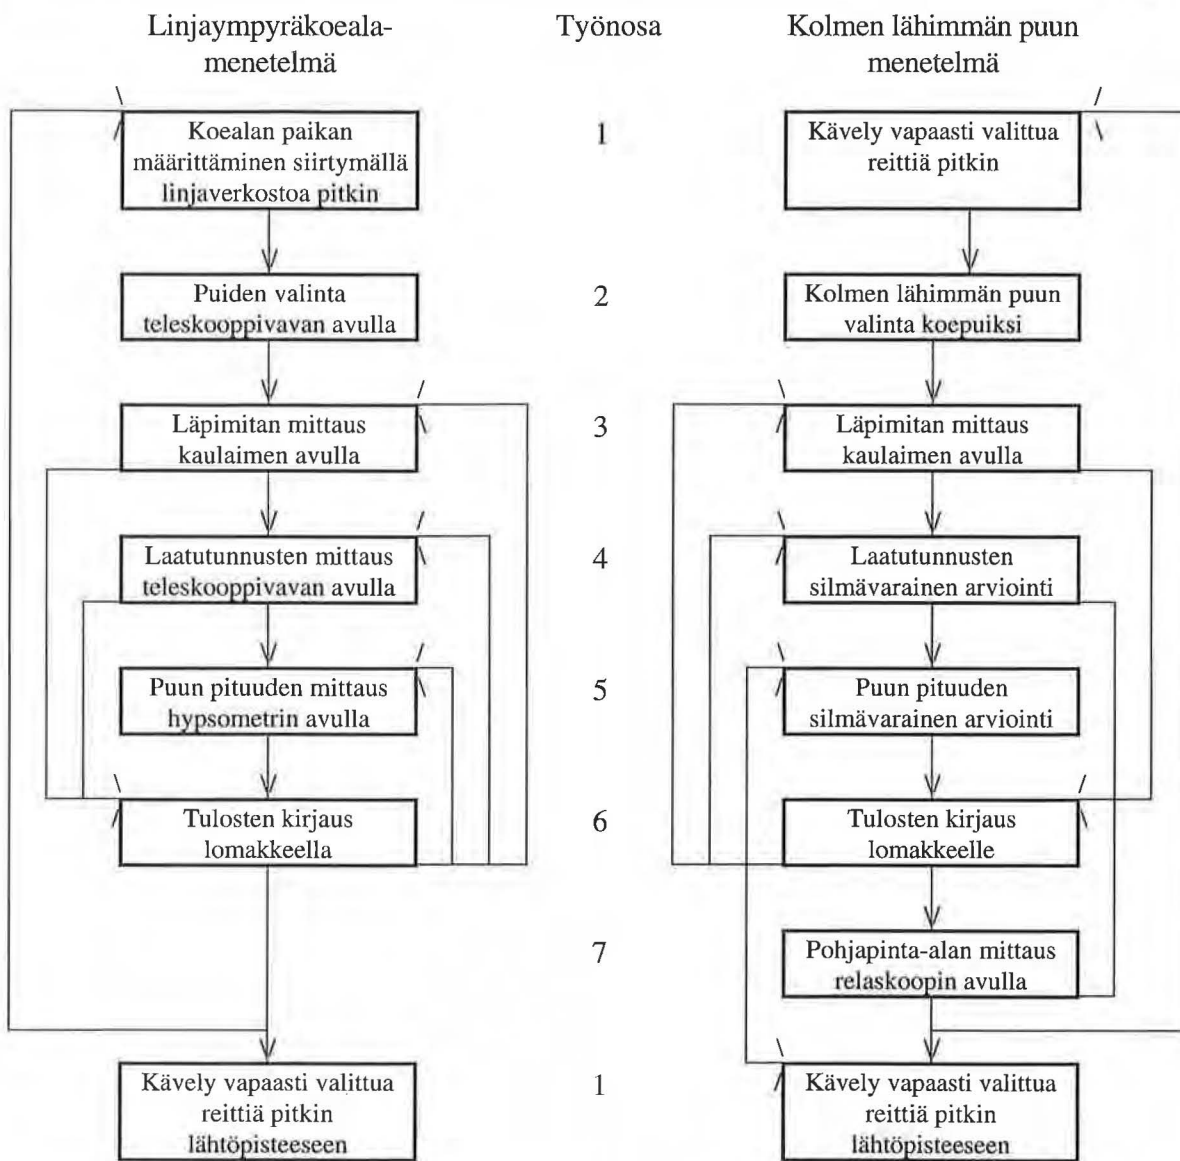 Linjaympyräkoeala-
menetelmä
Työnosa
Kolmen lähimmän puun
menetelmä
Koealan paikan
määrittäminen siirtymällä
linjaverkostoa pitkin
1
Kävely vapaasti valittua
reittiä pitkin
Puiden valinta
teleskooppivavan avulla
2
Kolmen lähimmän puun
valinta koepuiksi
Läpimitan mittaus
kaulaimen avulla
3
Läpimitan mittaus
kaulaimen avulla
Laatutunnusten mittaus
teleskooppivavan avulla
4
Laatutunnusten
silmävarainen arviointi
Puun pituuden mittaus
hypsometrin avulla
5
Puun pituuden
silmävarainen arviointi
Tulosten kirjaus
lomakkeella
6
Tulosten kirjaus
lomakkeelle
7
Pohjapinta-alan mittaus
relaskoopin avulla
Kävely vapaasti valittua
reittiä pitkin
lähtöpisteeseen
1
Kävely vapaasti valittua
reittiä pitkin
lähtöpisteeseen